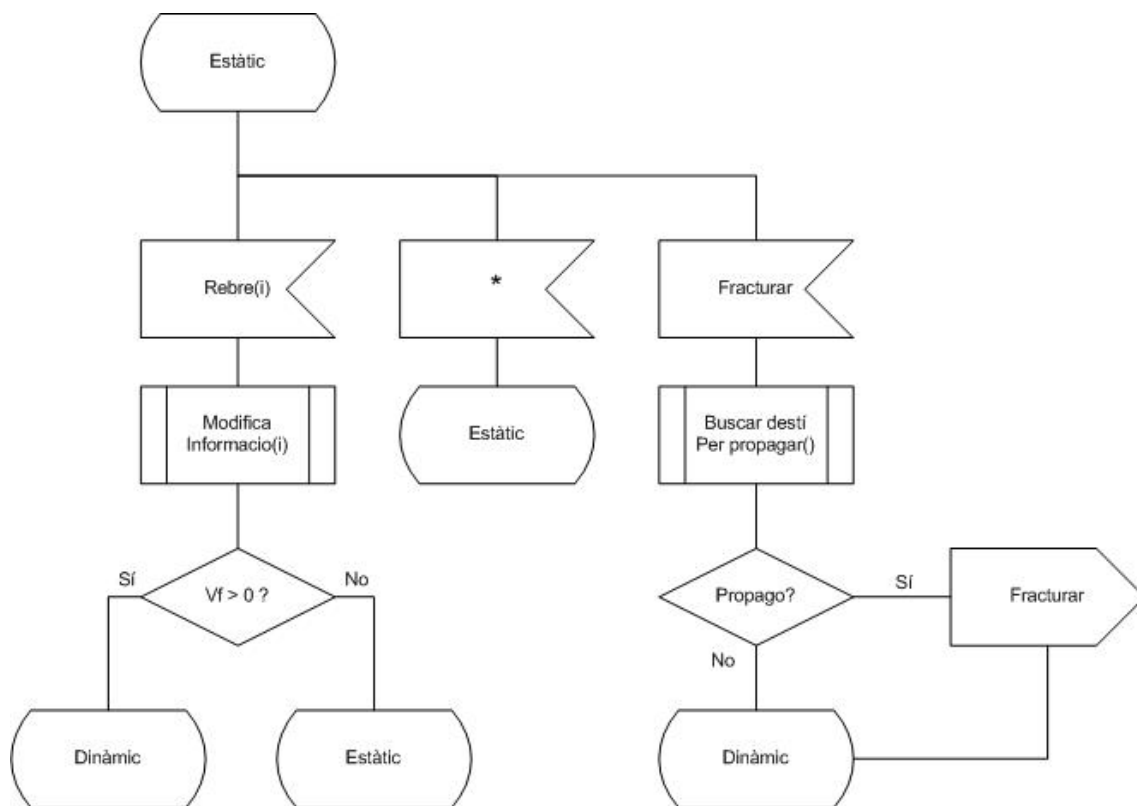 Estàtic
Rebre(i)
*
Fracturar
Modifica
Informacio(i)
Estàtic
Buscar destí
Per propagar()
Sí
Vf > 0 ?
No
Propago?
Sí
Fracturar
No
Dinàmic
Estàtic
Dinàmic